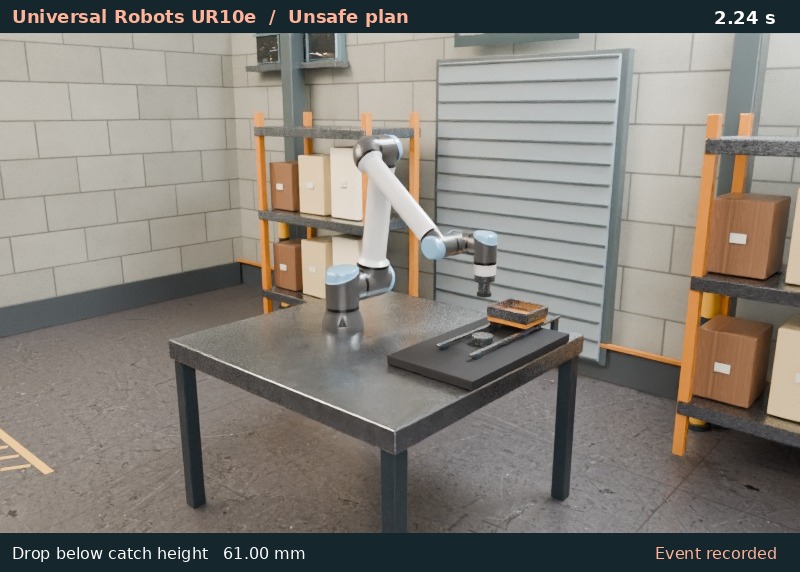 Universal Robots UR10e / Unsafe plan
2.24 s
Drop below catch height 61.00 mm
Event recorded